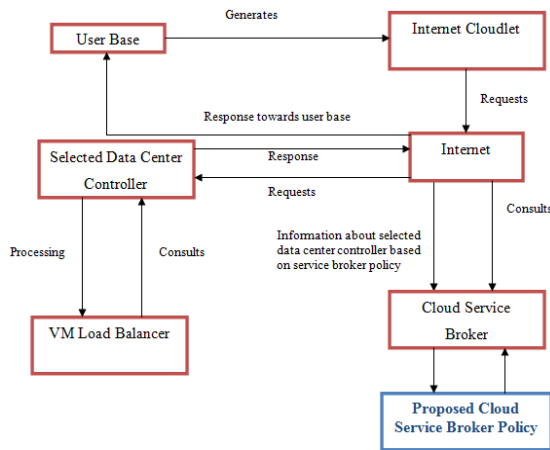 Generates
User Base
Internet Cloudlet
Requests
Response towards user base
Selected Data Center
Controller
Response
Internet
Requests
Processing
Consults
Information about selected
data center controller based
on service broker policy
Consults
VM Load Balancer
Cloud Service
Broker
Proposed Cloud
Service Broker Policy